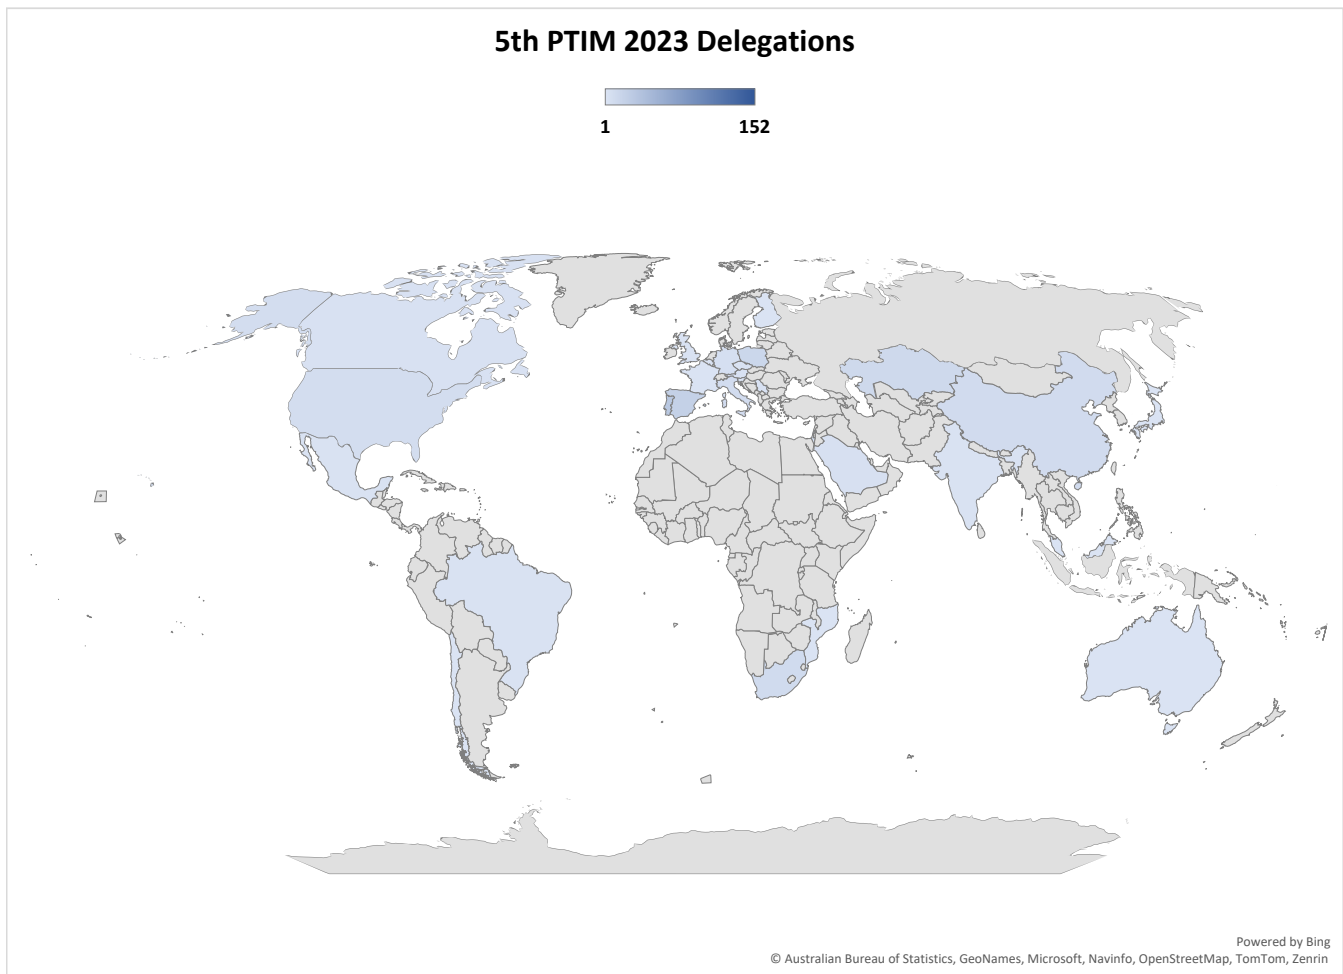 5th PTIM 2023 Delegations
1 152
Powered by Bing
© Australian Bureau of Statistics, GeoNames, Microsoft, Navinfo, OpenStreetMap, TomTom, Zenrin